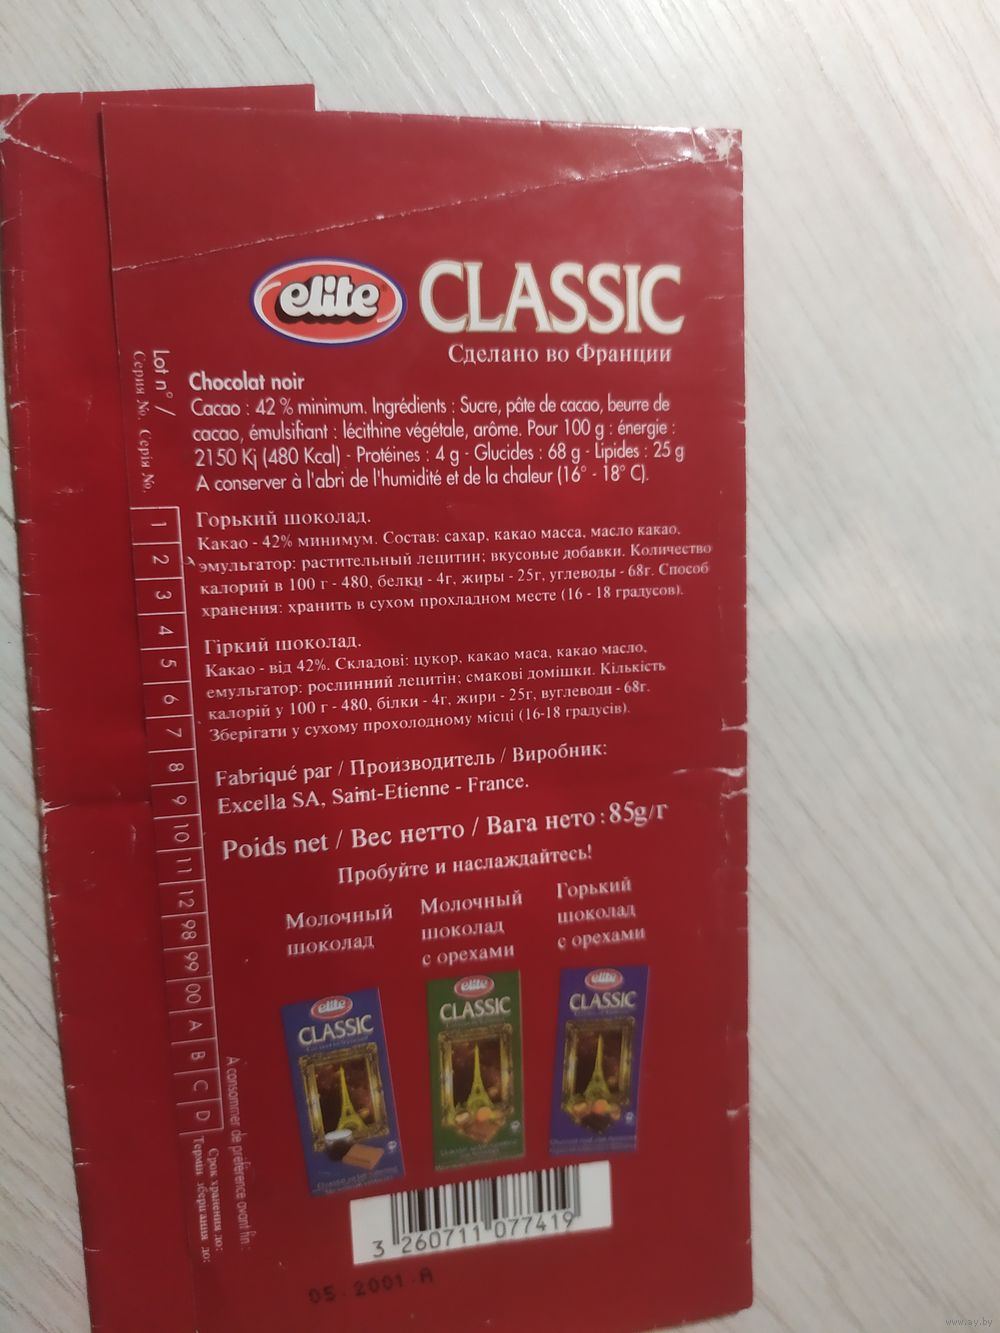 elite CLASSIC
Сделано во Франции
Chocolat noir
Cacao : 42 % minimum. Ingrédients : Sucre, pâte de cacao, beurre de
cacao, émulsifiant : lécithine végétale, arôme. Pour 100 g : énergie :
2150 Kj (480 Kcal) - Protéines : 4 g - Glucides : 68 g - Lipides : 25 g
A conserver à l'abri de l'humidité et de la chaleur (16° - 18° C).
Горький шоколад.
Какао - 42% минимум. Состав: сахар, какао масса, масло какао,
эмульгатор: растительный лецитин; вкусовые добавки. Количество
калорий в 100 г - 480, белки - 4г, жиры - 25г, углеводы - 68г. Способ
хранения: хранить в сухом прохладном месте (16 - 18 градусов).
Гіркий шоколад.
Какао - від 42%. Складові: цукор, какао маса, какао масло,
емульгатор: рослинний лецитін; смакові домішки. Кількість
калорій у 100 г - 480, білки - 4г, жири - 25г, вуглеводи - 68г.
Зберігати у сухому прохолодному місці (16-18 градусів).
Fabriqué par / Производитель / Виробник:
Excella SA, Saint-Etienne - France.
Poids net / Вес нетто / Вага нето : 85g/г
Пробуйте и наслаждайтесь!
Молочный
шоколад
Молочный
шоколад
с орехами
Горький
шоколад
с орехами
elite
CLASSIC
elite
CLASSIC
elite
CLASSIC
3 260711 077419
05.2001.A
Lot n° /
Серия №. Серія №.
1 2 3 4 5 6 7 8 9 10 11 12 98 99 00 A B C D
A consommer de préférence avant fin :
Срок хранения до:
Термін зберігання до:
www.ay.by